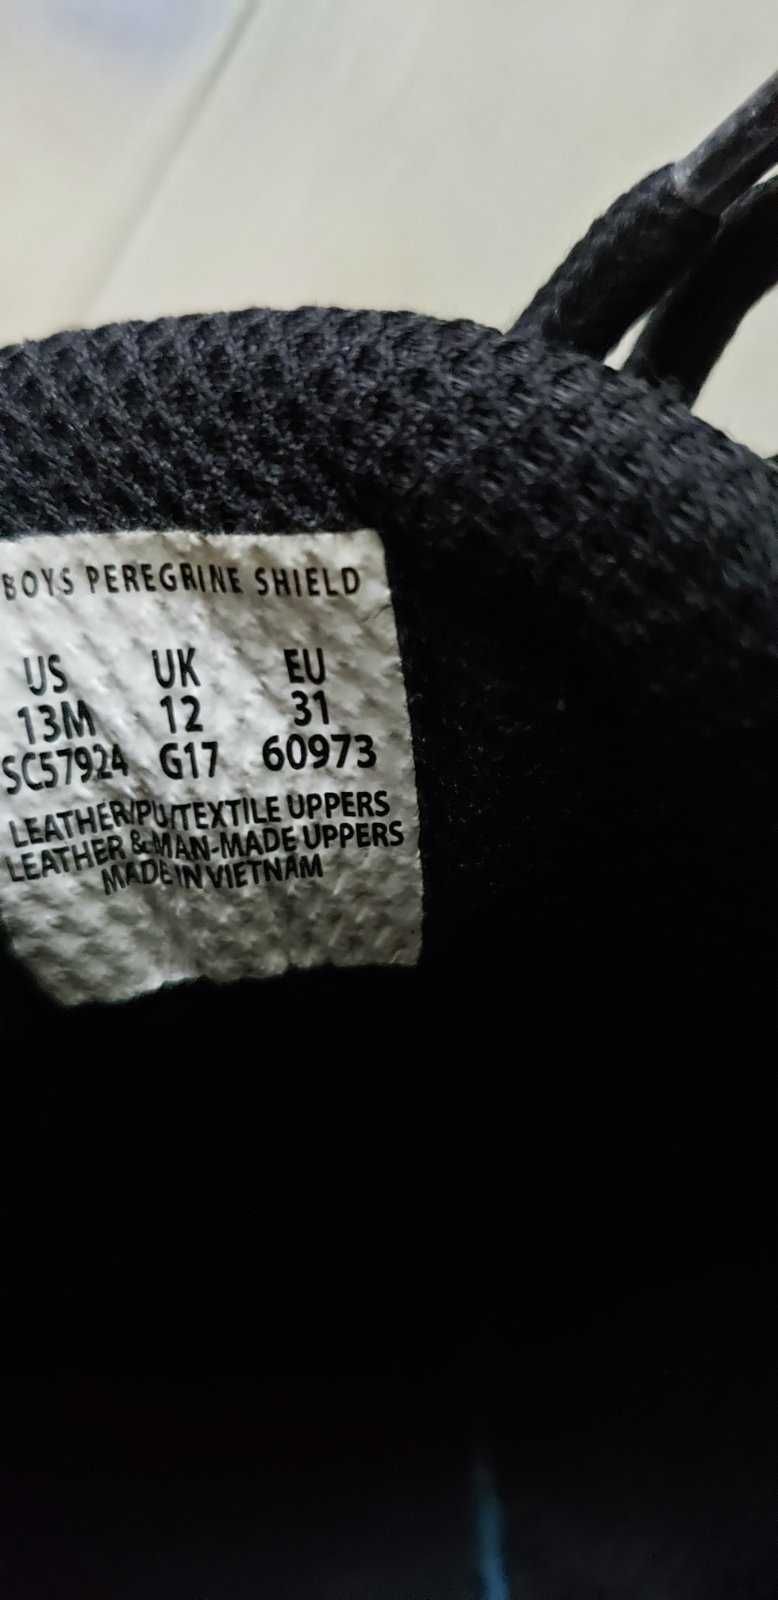 BOYS PEREGRINE SHIELD
US UK EU
13M 12 31
SC57924 G17 60973
LEATHER/PU/TEXTILE UPPERS
LEATHER & MAN-MADE UPPERS
MADE IN VIETNAM